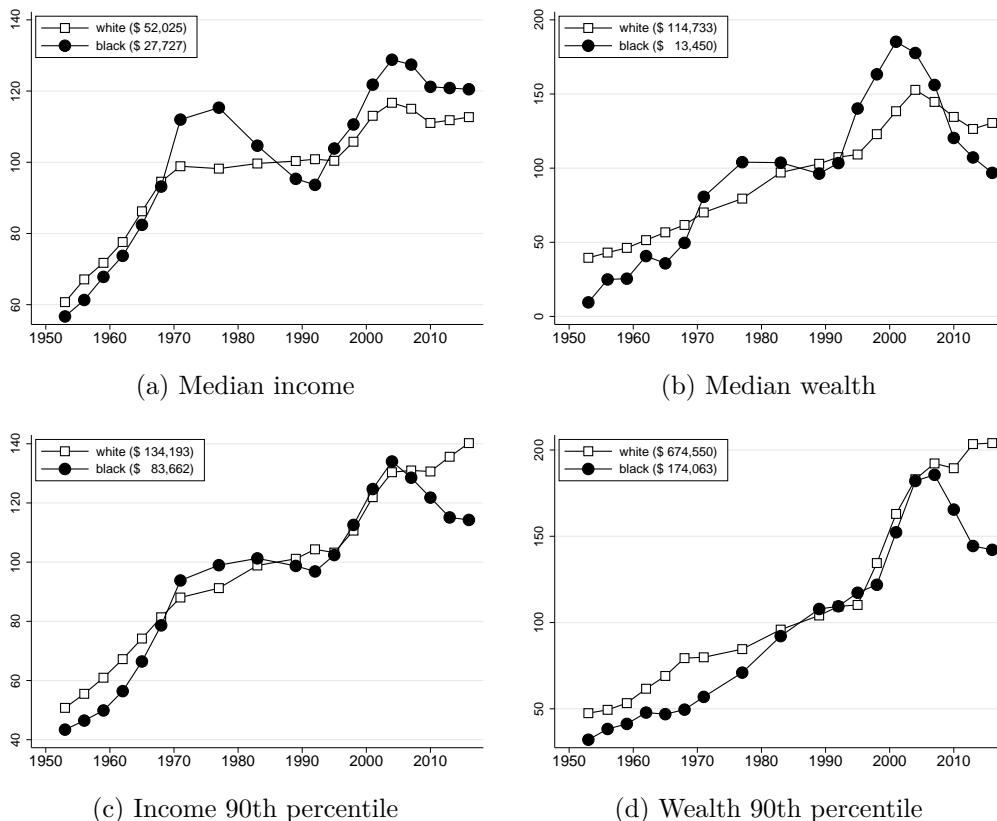 140
120
100
80
60
white ($ 52,025)
black ($ 27,727)
1950 1960 1970 1980 1990 2000 2010
(a) Median income
200
150
100
50
0
white ($ 114,733)
black ($ 13,450)
1950 1960 1970 1980 1990 2000 2010
(b) Median wealth
140
120
100
80
60
40
white ($ 134,193)
black ($ 83,662)
1950 1960 1970 1980 1990 2000 2010
(c) Income 90th percentile
200
150
100
50
white ($ 674,550)
black ($ 174,063)
1950 1960 1970 1980 1990 2000 2010
(d) Wealth 90th percentile